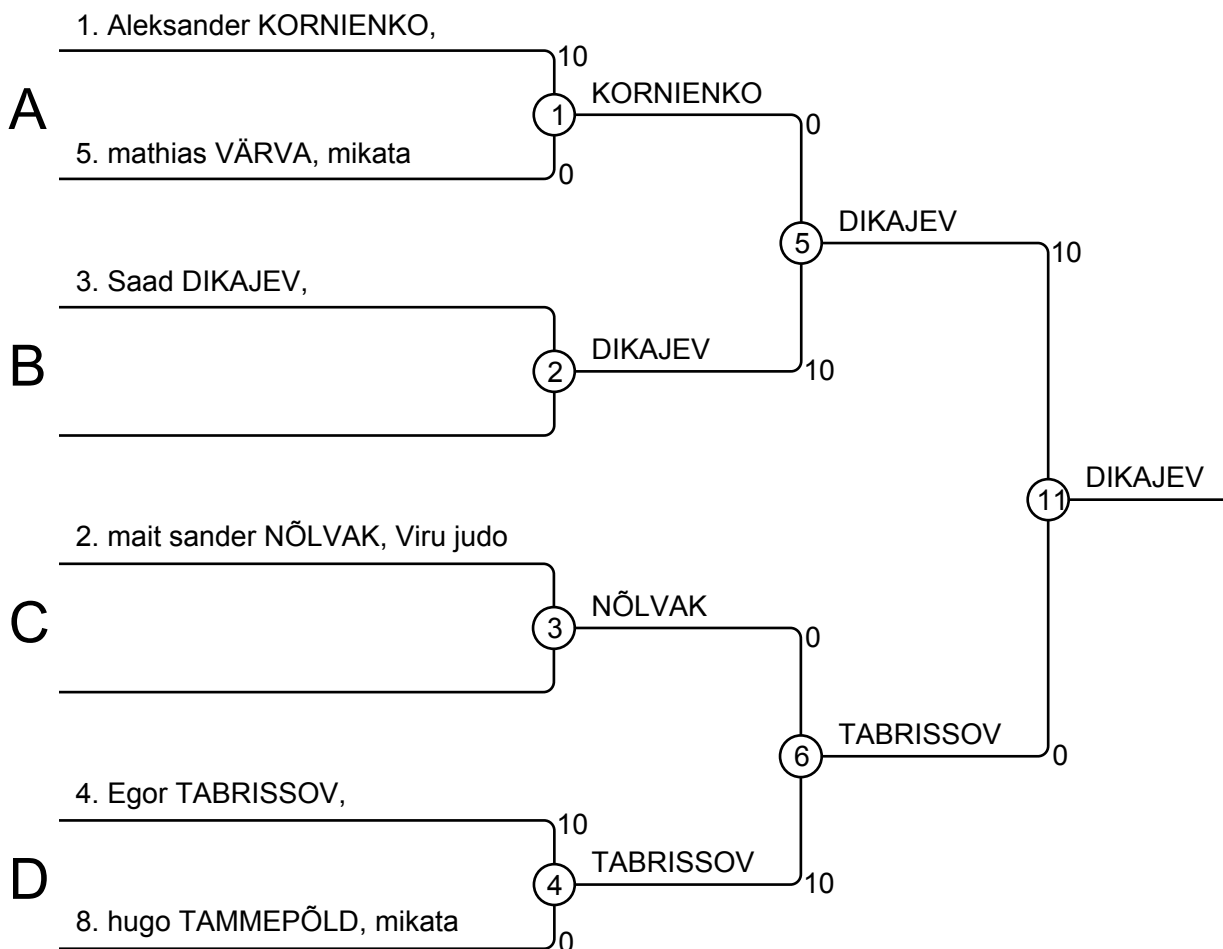 1. Aleksander KORNIENKO,
10
A
1
KORNIENKO
5. mathias VÄRVA, mikata
0
0
5
DIKAJEV
10
3. Saad DIKAJEV,
B
2
DIKAJEV
10
11
DIKAJEV
2. mait sander NÕLVAK, Viru judo
C
3
NÕLVAK
0
6
TABRISSOV
0
4. Egor TABRISSOV,
10
D
4
TABRISSOV
10
8. hugo TAMMEPÕLD, mikata
0